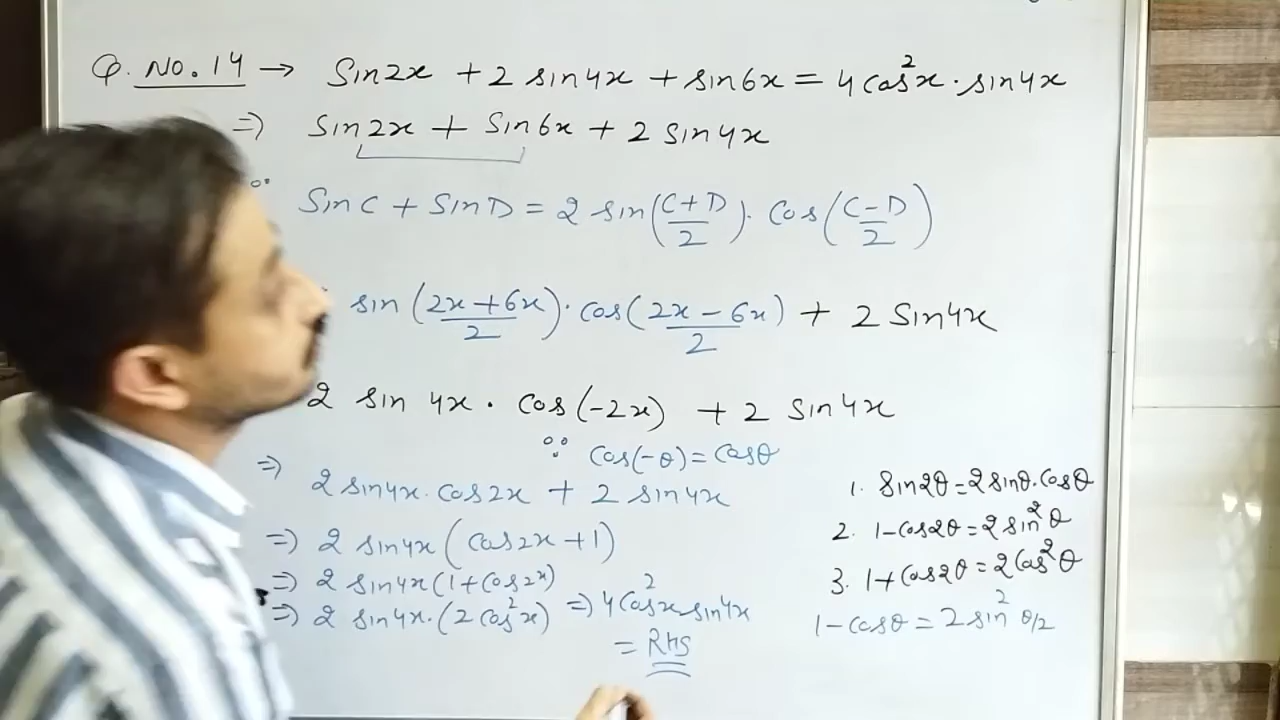 Q. No. 14 → Sin2x + 2 sin4x + sin6x = 4 cos²x · sin4x
⇒ sin2x + sin6x + 2 sin4x
∵ SinC + SinD = 2 sin((C+D)/2) · cos((C-D)/2)
sin((2x+6x)/2) · cos((2x-6x)/2) + 2 Sin4x
2 sin 4x · cos(-2x) + 2 sin4x
∵ cos(-θ) = cosθ
⇒ 2 sin4x · cos2x + 2 sin4x
⇒ 2 sin4x (cos2x + 1)
⇒ 2 sin4x (1 + cos2x)
⇒ 2 sin4x · (2 cos²x) ⇒ 4 cos²x · sin4x
= RHS
1. Sin2θ = 2 sinθ · cosθ
2. 1 - cos2θ = 2 sin²θ
3. 1 + cos2θ = 2 cos²θ
1 - cosθ = 2 sin² θ/2